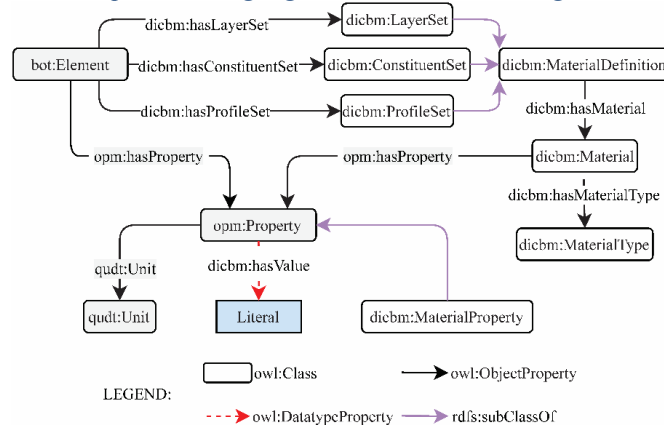 dicbm:hasLayerSet
dicbm:LayerSet
bot:Element
dicbm:hasConstituentSet
dicbm:ConstituentSet
dicbm:MaterialDefinition
dicbm:hasProfileSet
dicbm:ProfileSet
dicbm:hasMaterial
opm:hasProperty
opm:hasProperty
dicbm:Material
dicbm:hasMaterialType
opm:Property
dicbm:MaterialType
qudt:Unit
dicbm:hasValue
qudt:Unit
Literal
dicbm:MaterialProperty
owl:Class
owl:ObjectProperty
LEGEND:
owl:DatatypeProperty
rdfs:subClassOf